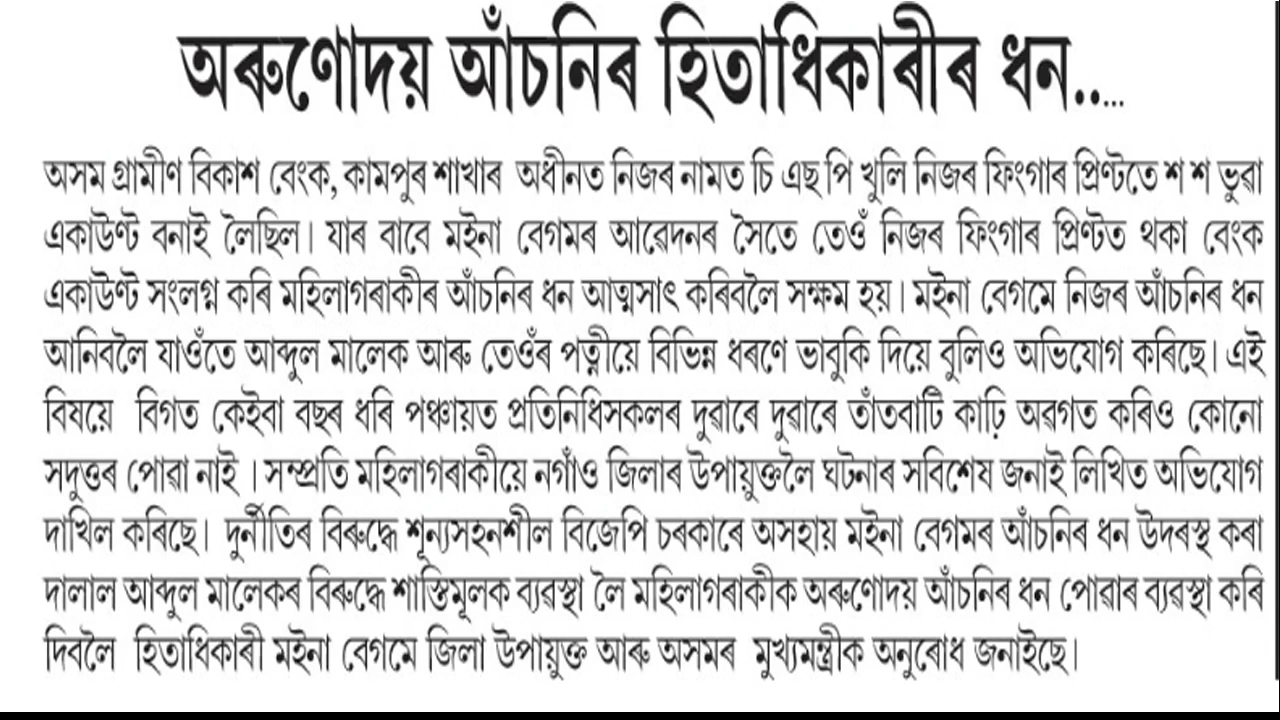 অৰুণোদয় আঁচনিৰ হিতাধিকাৰীৰ ধন.....
অসম গ্ৰামীণ বিকাশ বেংক, কামপুৰ শাখাৰ অধীনত নিজৰ নামত চি এছ পি খুলি নিজৰ ফিংগাৰ প্ৰিণ্টতে শ শ ভুৱা
একাউণ্ট বনাই লৈছিল। যাৰ বাবে মইনা বেগমৰ আৱেদনৰ সৈতে তেওঁ নিজৰ ফিংগাৰ প্ৰিণ্টত থকা বেংক
একাউণ্ট সংলগ্ন কৰি মহিলাগৰাকীৰ আঁচনিৰ ধন আত্মসাৎ কৰিবলৈ সক্ষম হয়। মইনা বেগমে নিজৰ আঁচনিৰ ধন
আনিবলৈ যাওঁতে আব্দুল মালেক আৰু তেওঁৰ পত্নীয়ে বিভিন্ন ধৰণে ভাবুকি দিয়ে বুলিও অভিযোগ কৰিছে। এই
বিষয়ে বিগত কেইবা বছৰ ধৰি পঞ্চায়ত প্ৰতিনিধিসকলৰ দুৱাৰে দুৱাৰে তাঁতবাটি কাঢ়ি অৱগত কৰিও কোনো
সদুত্তৰ পোৱা নাই । সম্প্ৰতি মহিলাগৰাকীয়ে নগাঁও জিলাৰ উপায়ুক্তলৈ ঘটনাৰ সবিশেষ জনাই লিখিত অভিযোগ
দাখিল কৰিছে। দুৰ্নীতিৰ বিৰুদ্ধে শূন্যসহনশীল বিজেপি চৰকাৰে অসহায় মইনা বেগমৰ আঁচনিৰ ধন উদৰস্থ কৰা
দালাল আব্দুল মালেকৰ বিৰুদ্ধে শাস্তিমূলক ব্যৱস্থা লৈ মহিলাগৰাকীক অৰুণোদয় আঁচনিৰ ধন পোৱাৰ ব্যৱস্থা কৰি
দিবলৈ হিতাধিকাৰী মইনা বেগমে জিলা উপায়ুক্ত আৰু অসমৰ মুখ্যমন্ত্ৰীক অনুৰোধ জনাইছে।